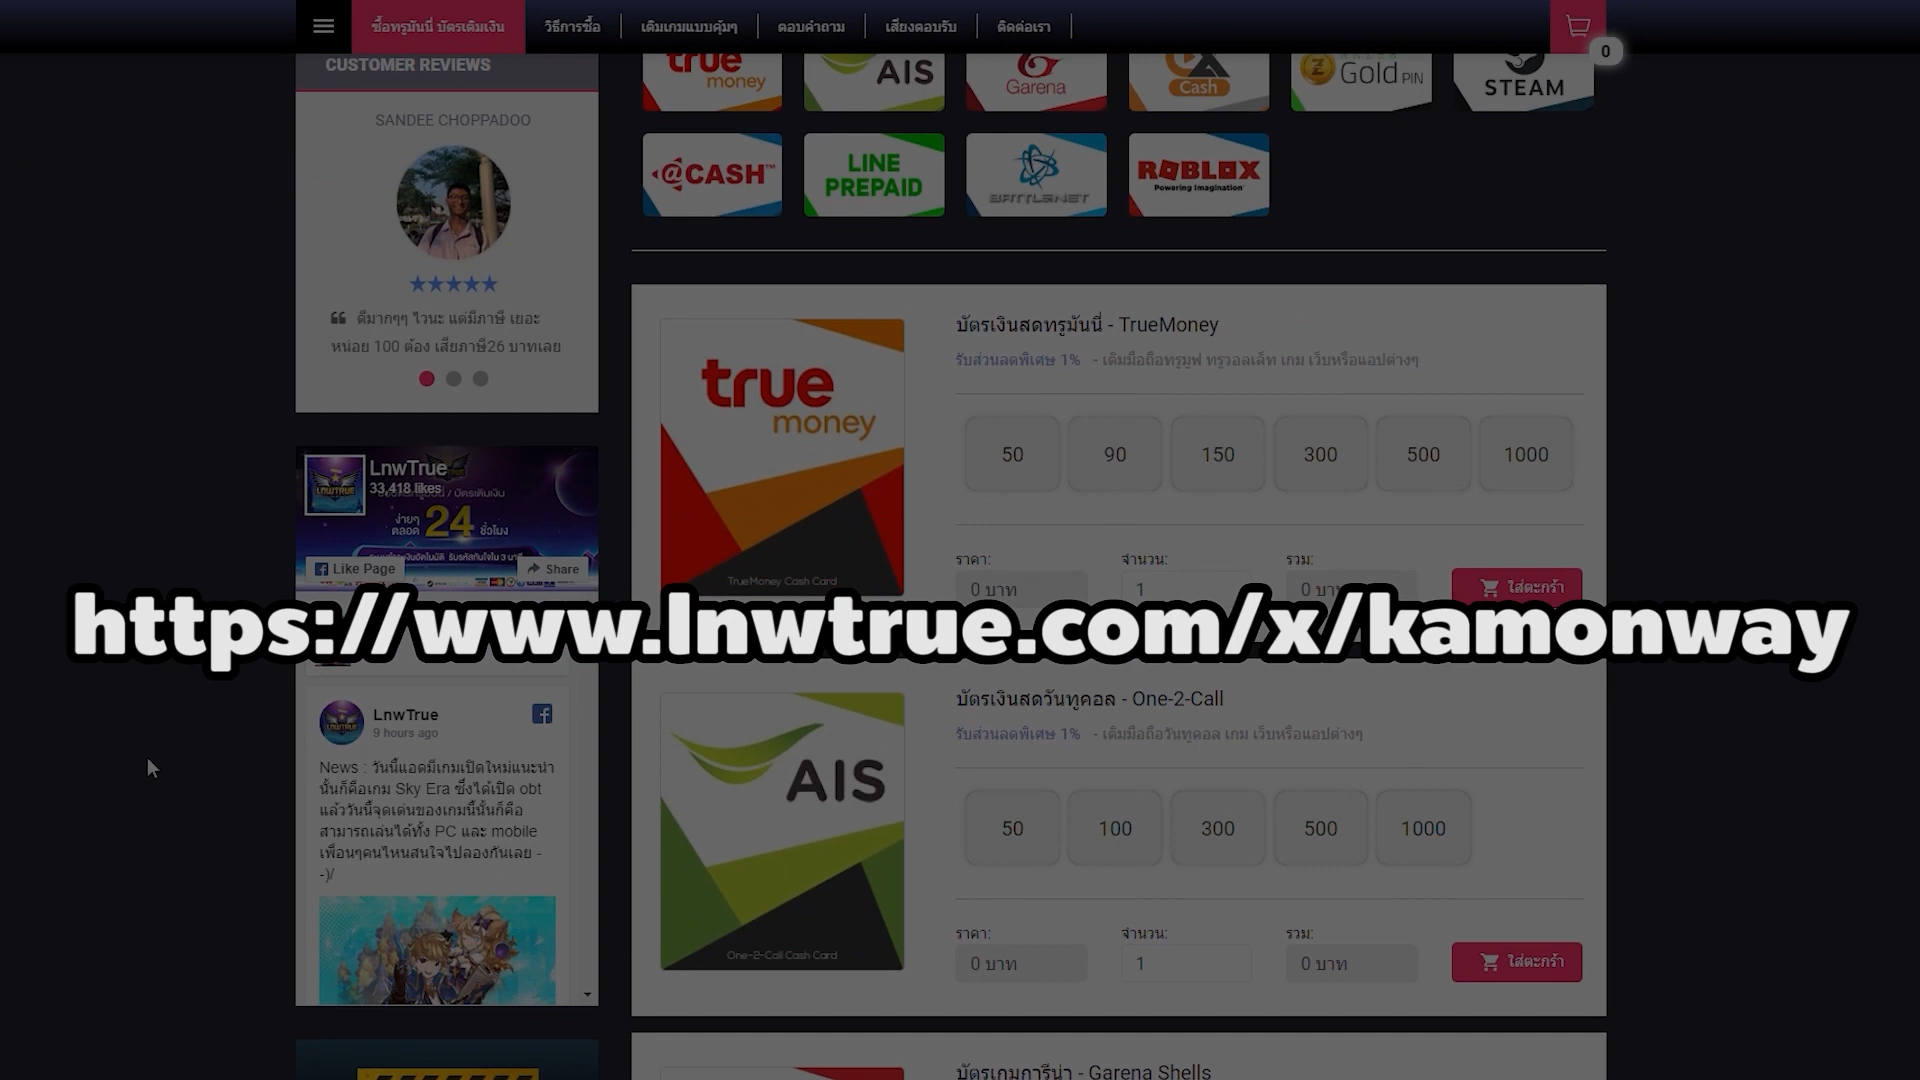 ซื้อทรูมันนี่ บัตรเติมเงิน
วิธีการซื้อ
เติมเกมแบบคุ้มๆ
ตอบคำถาม
เสียงตอบรับ
ติดต่อเรา
0
CUSTOMER REVIEWS
SANDEE CHOPPADOO
★★★★★
ดีมากๆๆ ไวนะ แต่มีภาษี เยอะ
หน่อย 100 ต้อง เสียภาษี26 บาทเลย
true money
AIS
Garena
Cash
Gold PIN
STEAM
@CASH™
LINE PREPAID
BATTLE.NET
ROBLOX
Powering Imagination
LnwTrue
33,418 likes
ง่ายๆ ตลอด 24 ชั่วโมง
Like Page
Share
true money
TrueMoney Cash Card
บัตรเงินสดทรูมันนี่ - TrueMoney
รับส่วนลดพิเศษ 1% - เติมมือถือทรูมูฟ ทรูวอลเล็ท เกม เว็บหรือแอปต่างๆ
50 90 150 300 500 1000
ราคา: จำนวน: รวม:
0 บาท 1 0 บาท ใส่ตะกร้า
https://www.lnwtrue.com/x/kamonway
LnwTrue
9 hours ago
News : วันนี้แอดมีเกมเปิดใหม่แนะนำ
นั้นก็คือเกม Sky Era ซึ่งได้เปิด obt
แล้ววันนี้จุดเด่นของเกมนี้นั้นก็คือ
สามารถเล่นได้ทั้ง PC และ mobile
เพื่อนๆคนไหนสนใจไปลองกันเลย -
-)/
AIS
One-2-Call Cash Card
บัตรเงินสดวันทูคอล - One-2-Call
รับส่วนลดพิเศษ 1% - เติมมือถือวันทูคอล เกม เว็บหรือแอปต่างๆ
50 100 300 500 1000
ราคา: จำนวน: รวม:
0 บาท 1 0 บาท ใส่ตะกร้า
บัตรเกมการีน่า - Garena Shells